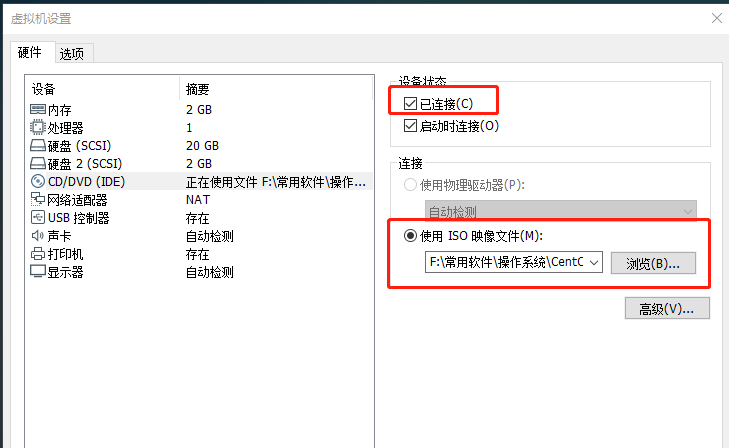 虚拟机设置
硬件 选项
设备 摘要
内存 2 GB
处理器 1
硬盘 (SCSI) 20 GB
硬盘 2 (SCSI) 2 GB
CD/DVD (IDE) 正在使用文件 F:\常用软件\操作...
网络适配器 NAT
USB 控制器 存在
声卡 自动检测
打印机 存在
显示器 自动检测
设备状态
已连接(C)
启动时连接(O)
连接
使用物理驱动器(P):
自动检测
使用 ISO 映像文件(M):
F:\常用软件\操作系统\CentC 浏览(B)...
高级(V)...